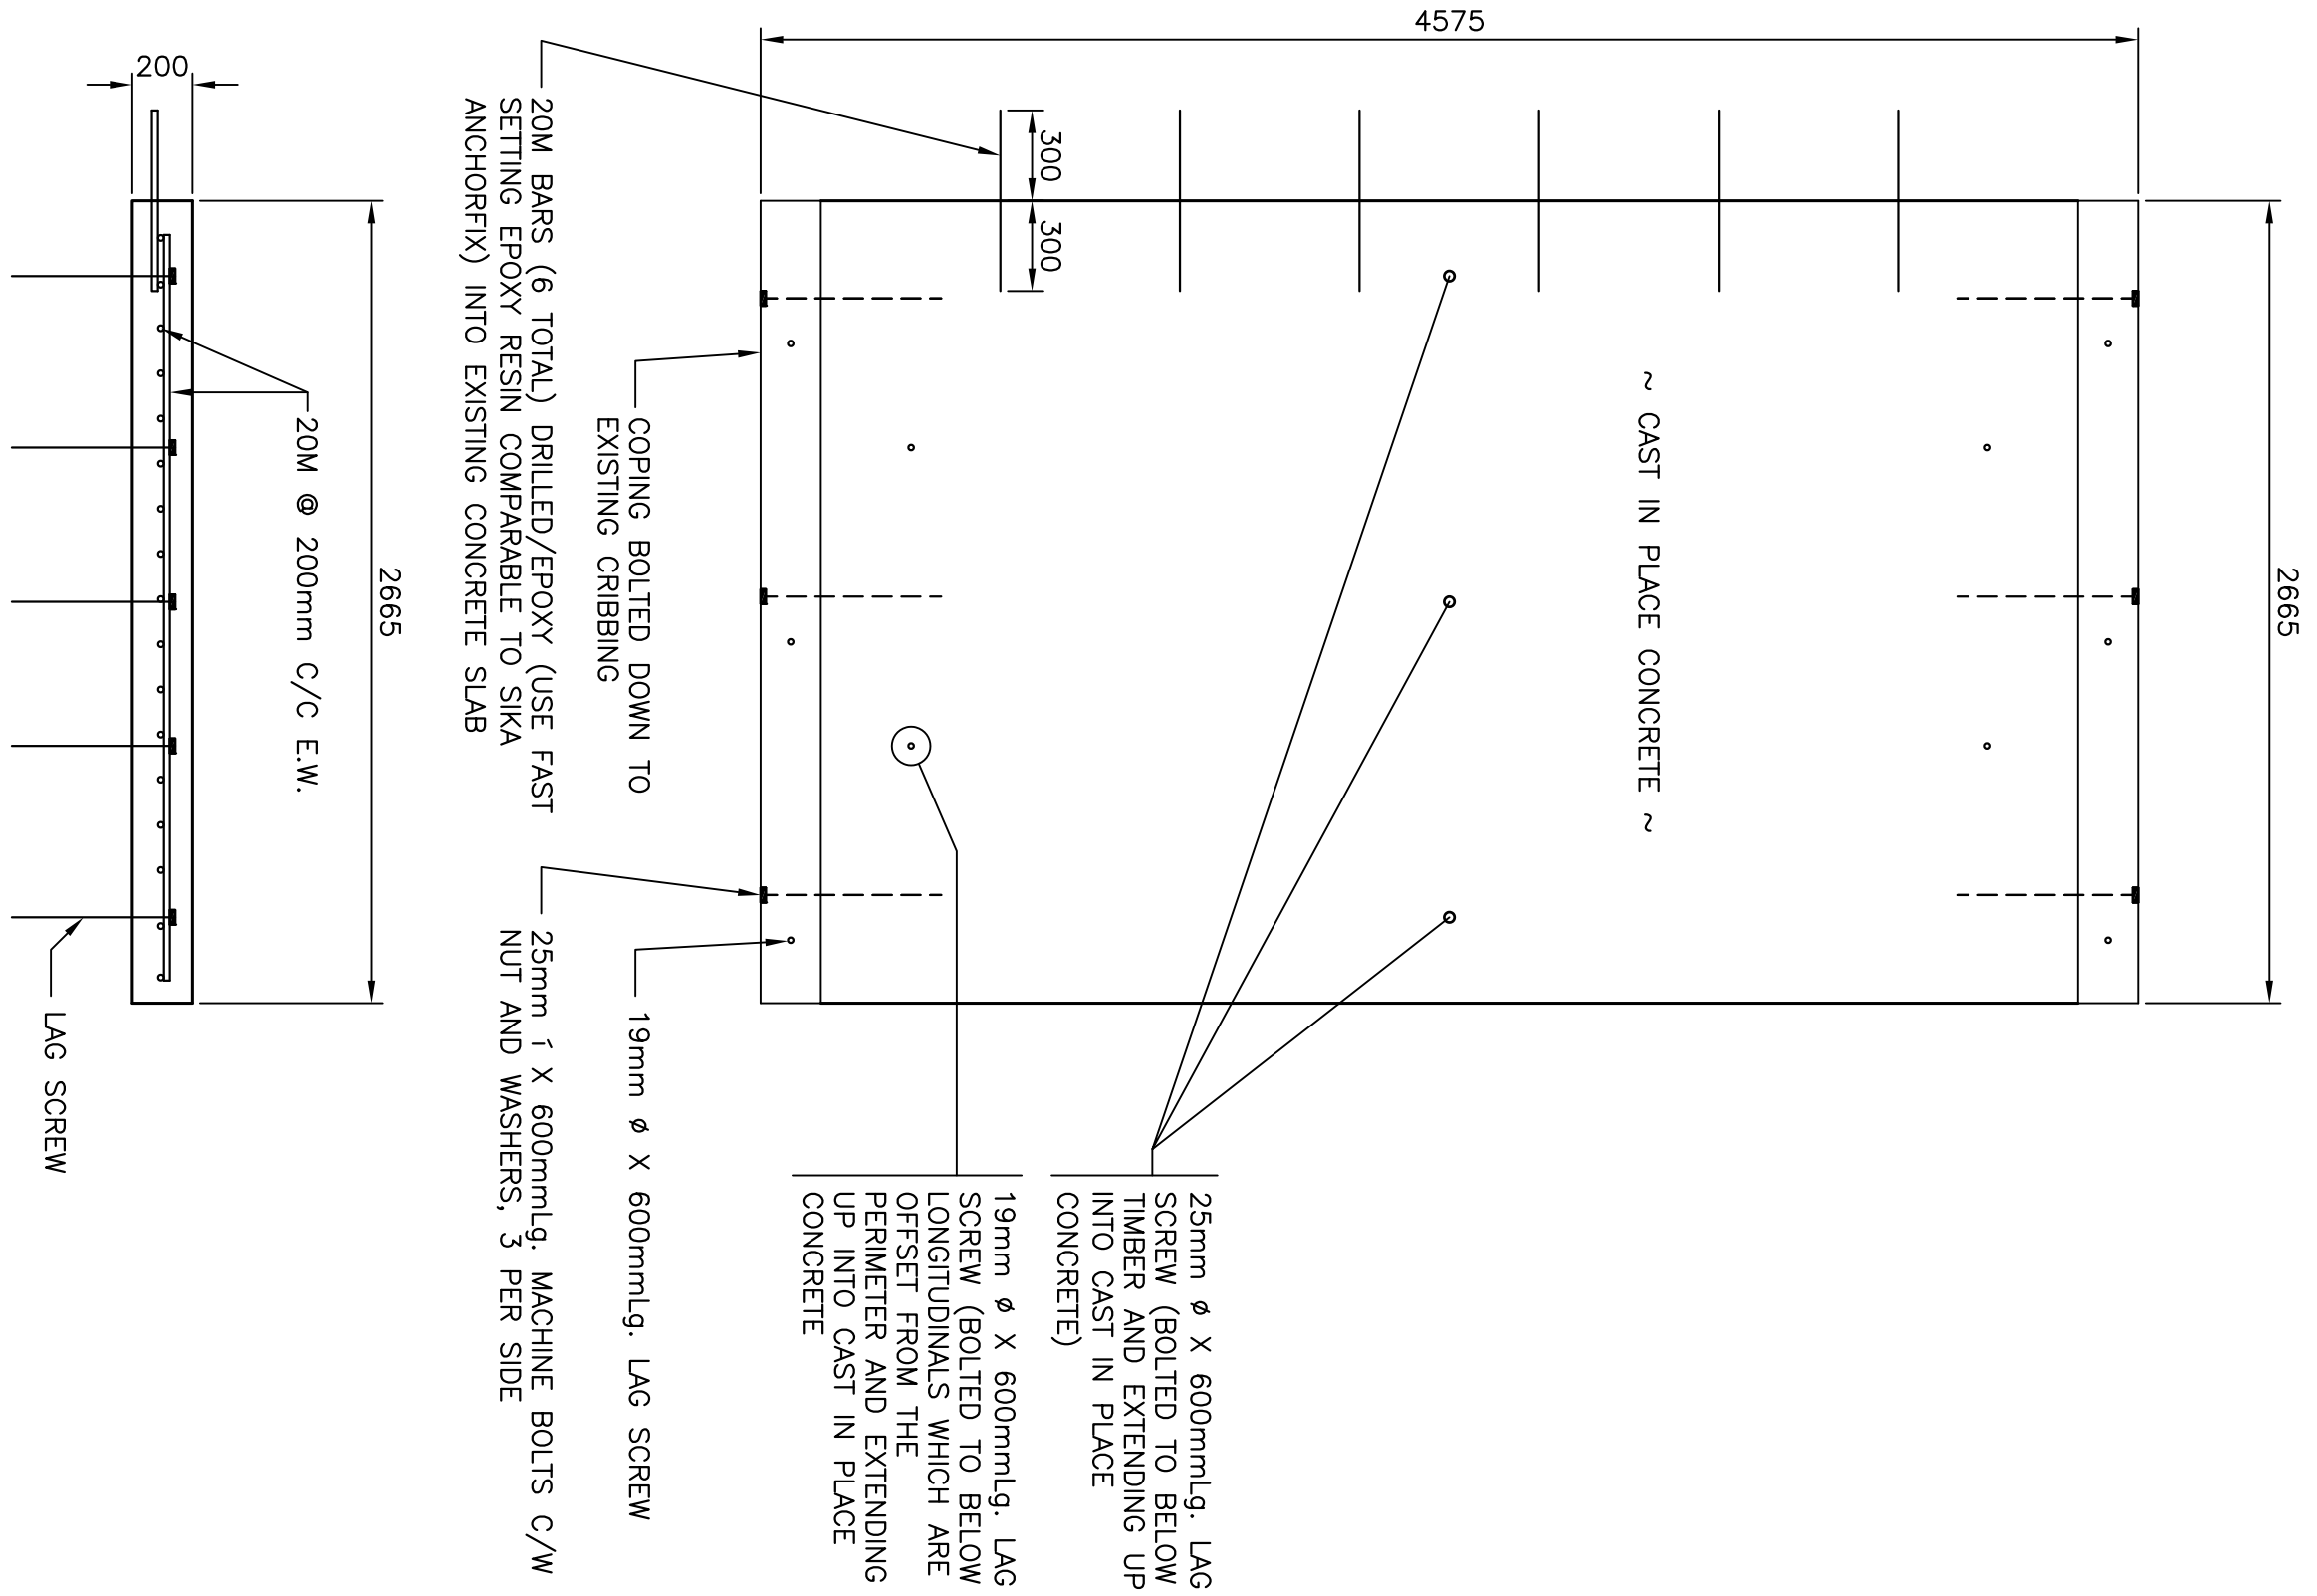 4575
2665
300
300
~ CAST IN PLACE CONCRETE ~
25mm ø X 600mmLg. LAG
SCREW (BOLTED TO BELOW
TIMBER AND EXTENDING UP
INTO CAST IN PLACE
CONCRETE)
19mm ø X 600mmLg. LAG
SCREW (BOLTED TO BELOW
LONGITUDINALS WHICH ARE
OFFSET FROM THE
PERIMETER AND EXTENDING
UP INTO CAST IN PLACE
CONCRETE
COPING BOLTED DOWN TO
EXISTING CRIBBING
19mm ø X 600mmLg. LAG SCREW
20M BARS (6 TOTAL) DRILLED/EPOXY (USE FAST
SETTING EPOXY RESIN COMPARABLE TO SIKA
ANCHORFIX) INTO EXISTING CONCRETE SLAB
25mm í X 600mmLg. MACHINE BOLTS C/W
NUT AND WASHERS, 3 PER SIDE
2665
20M @ 200mm C/C E.W.
200
LAG SCREW